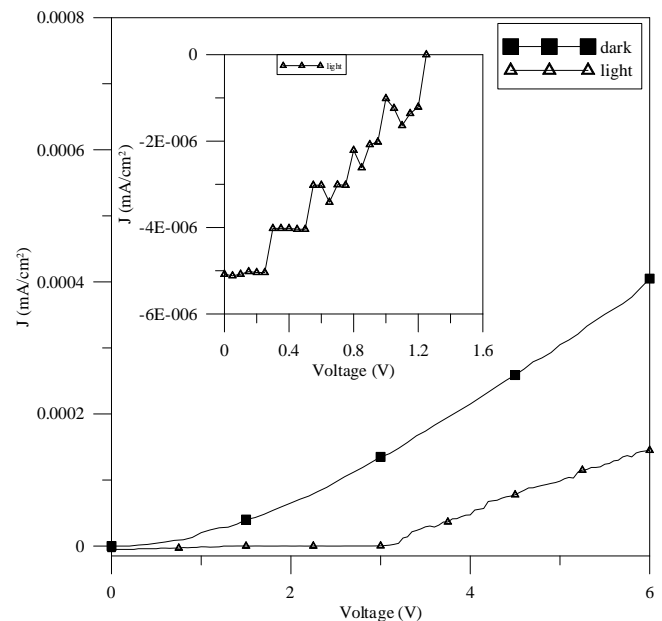 0.0008
0.0006
0.0004
0.0002
0
J (mA/cm²)
0 2 4 6
Voltage (V)
dark
light
light
0
-2E-006
-4E-006
-6E-006
J (mA/cm²)
0 0.4 0.8 1.2 1.6
Voltage (V)